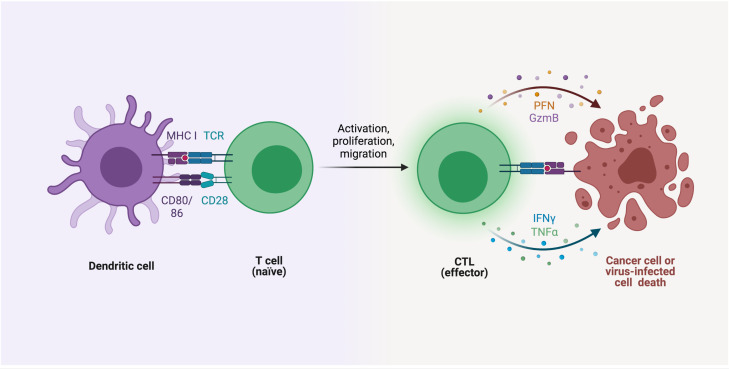 MHC I TCR
CD80/
86
CD28
Dendritic cell
T cell
(naïve)
Activation,
proliferation,
migration
PFN
GzmB
IFNγ
TNFα
CTL
(effector)
Cancer cell or
virus-infected
cell death